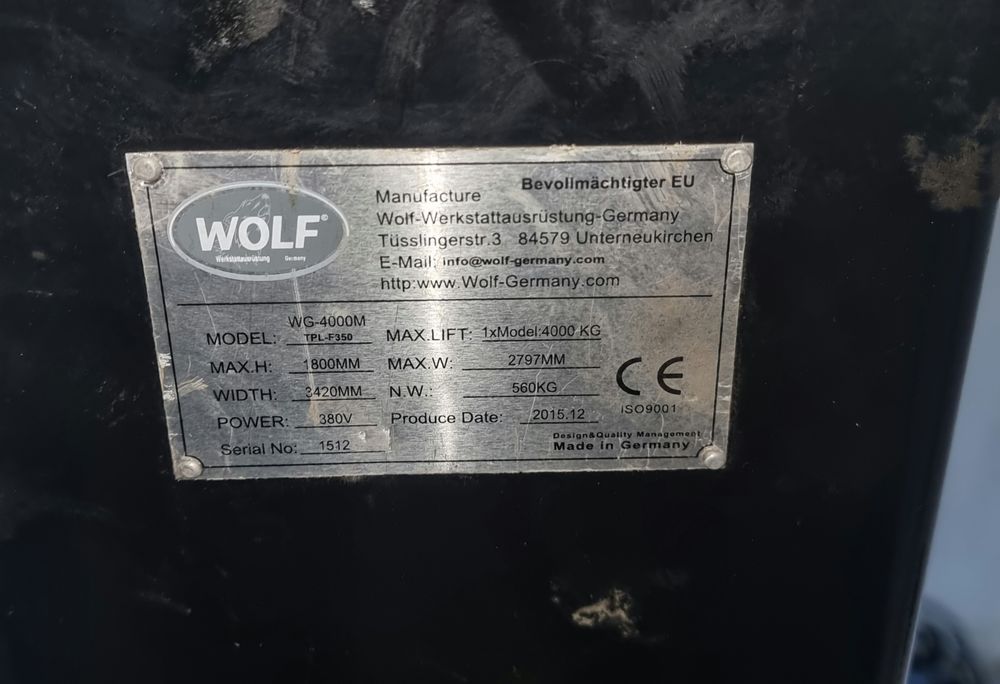 WOLF®
Werkstattausrüstung Germany
Bevollmächtigter EU
Manufacture
Wolf-Werkstattausrüstung-Germany
Tüsslingerstr.3 84579 Unterneukirchen
E-Mail: info@wolf-germany.com
http:www.Wolf-Germany.com
WG-4000M
MODEL: TPL-F350 MAX.LIFT: 1xModel:4000 KG
MAX.H: 1800MM MAX.W: 2797MM
WIDTH: 3420MM N.W.: 560KG
POWER: 380V Produce Date: 2015.12
Serial No: 1512
CE
ISO9001
Design&Quality Management
Made in Germany